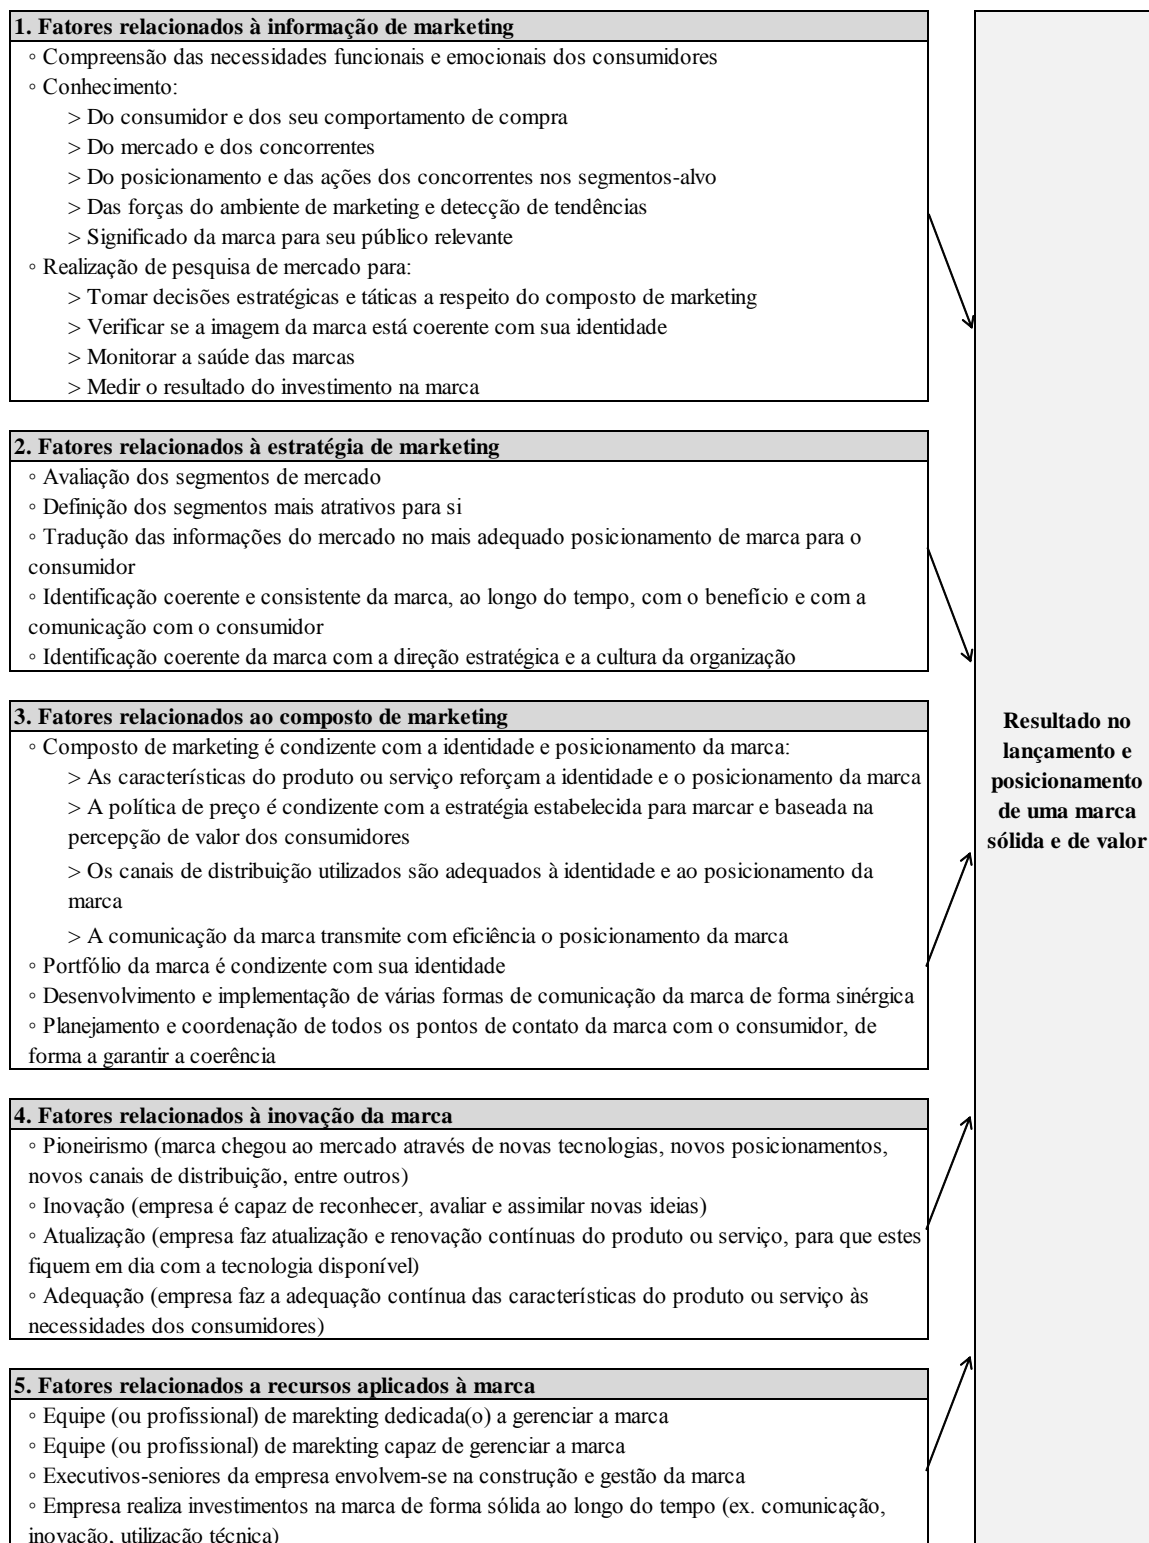 1. Fatores relacionados à informação de marketing
◦ Compreensão das necessidades funcionais e emocionais dos consumidores
◦ Conhecimento:
> Do consumidor e dos seu comportamento de compra
> Do mercado e dos concorrentes
> Do posicionamento e das ações dos concorrentes nos segmentos-alvo
> Das forças do ambiente de marketing e detecção de tendências
> Significado da marca para seu público relevante
◦ Realização de pesquisa de mercado para:
> Tomar decisões estratégicas e táticas a respeito do composto de marketing
> Verificar se a imagem da marca está coerente com sua identidade
> Monitorar a saúde das marcas
> Medir o resultado do investimento na marca
2. Fatores relacionados à estratégia de marketing
◦ Avaliação dos segmentos de mercado
◦ Definição dos segmentos mais atrativos para si
◦ Tradução das informações do mercado no mais adequado posicionamento de marca para o
consumidor
◦ Identificação coerente e consistente da marca, ao longo do tempo, com o benefício e com a
comunicação com o consumidor
◦ Identificação coerente da marca com a direção estratégica e a cultura da organização
3. Fatores relacionados ao composto de marketing
◦ Composto de marketing é condizente com a identidade e posicionamento da marca:
> As características do produto ou serviço reforçam a identidade e o posicionamento da marca
> A política de preço é condizente com a estratégia estabelecida para marcar e baseada na
percepção de valor dos consumidores
> Os canais de distribuição utilizados são adequados à identidade e ao posicionamento da
marca
> A comunicação da marca transmite com eficiência o posicionamento da marca
◦ Portfólio da marca é condizente com sua identidade
◦ Desenvolvimento e implementação de várias formas de comunicação da marca de forma sinérgica
◦ Planejamento e coordenação de todos os pontos de contato da marca com o consumidor, de
forma a garantir a coerência
4. Fatores relacionados à inovação da marca
◦ Pioneirismo (marca chegou ao mercado através de novas tecnologias, novos posicionamentos,
novos canais de distribuição, entre outros)
◦ Inovação (empresa é capaz de reconhecer, avaliar e assimilar novas ideias)
◦ Atualização (empresa faz atualização e renovação contínuas do produto ou serviço, para que estes
fiquem em dia com a tecnologia disponível)
◦ Adequação (empresa faz a adequação contínua das características do produto ou serviço às
necessidades dos consumidores)
5. Fatores relacionados a recursos aplicados à marca
◦ Equipe (ou profissional) de marekting dedicada(o) a gerenciar a marca
◦ Equipe (ou profissional) de marekting capaz de gerenciar a marca
◦ Executivos-seniores da empresa envolvem-se na construção e gestão da marca
◦ Empresa realiza investimentos na marca de forma sólida ao longo do tempo (ex. comunicação,
inovação, utilização técnica)
Resultado no
lançamento e
posicionamento
de uma marca
sólida e de valor